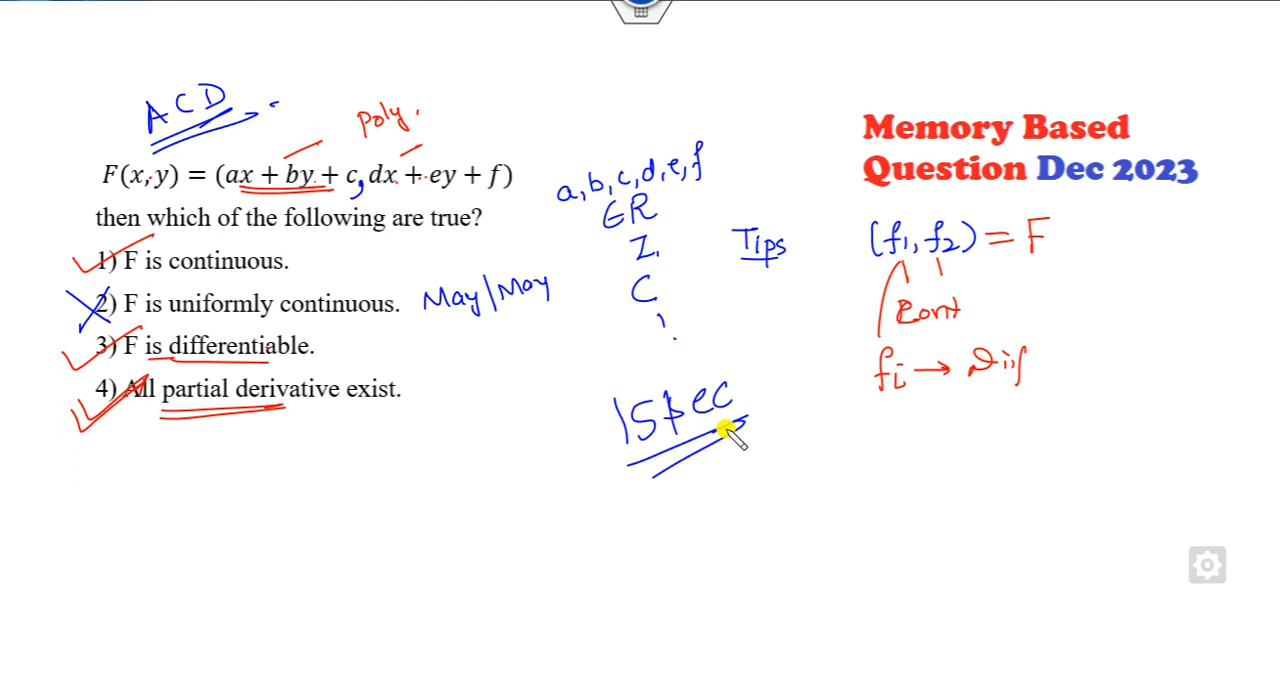 ACD
Poly.
Memory Based
Question Dec 2023
F(x, y) = (ax + by + c, dx + ey + f)
a, b, c, d, e, f
∈ R
then which of the following are true?
Z,
Tips
(f₁, f₂) = F
1) F is continuous.
2) F is uniformly continuous.
May/May
C
Cont
3) F is differentiable.
fi → Diff
4) All partial derivative exist.